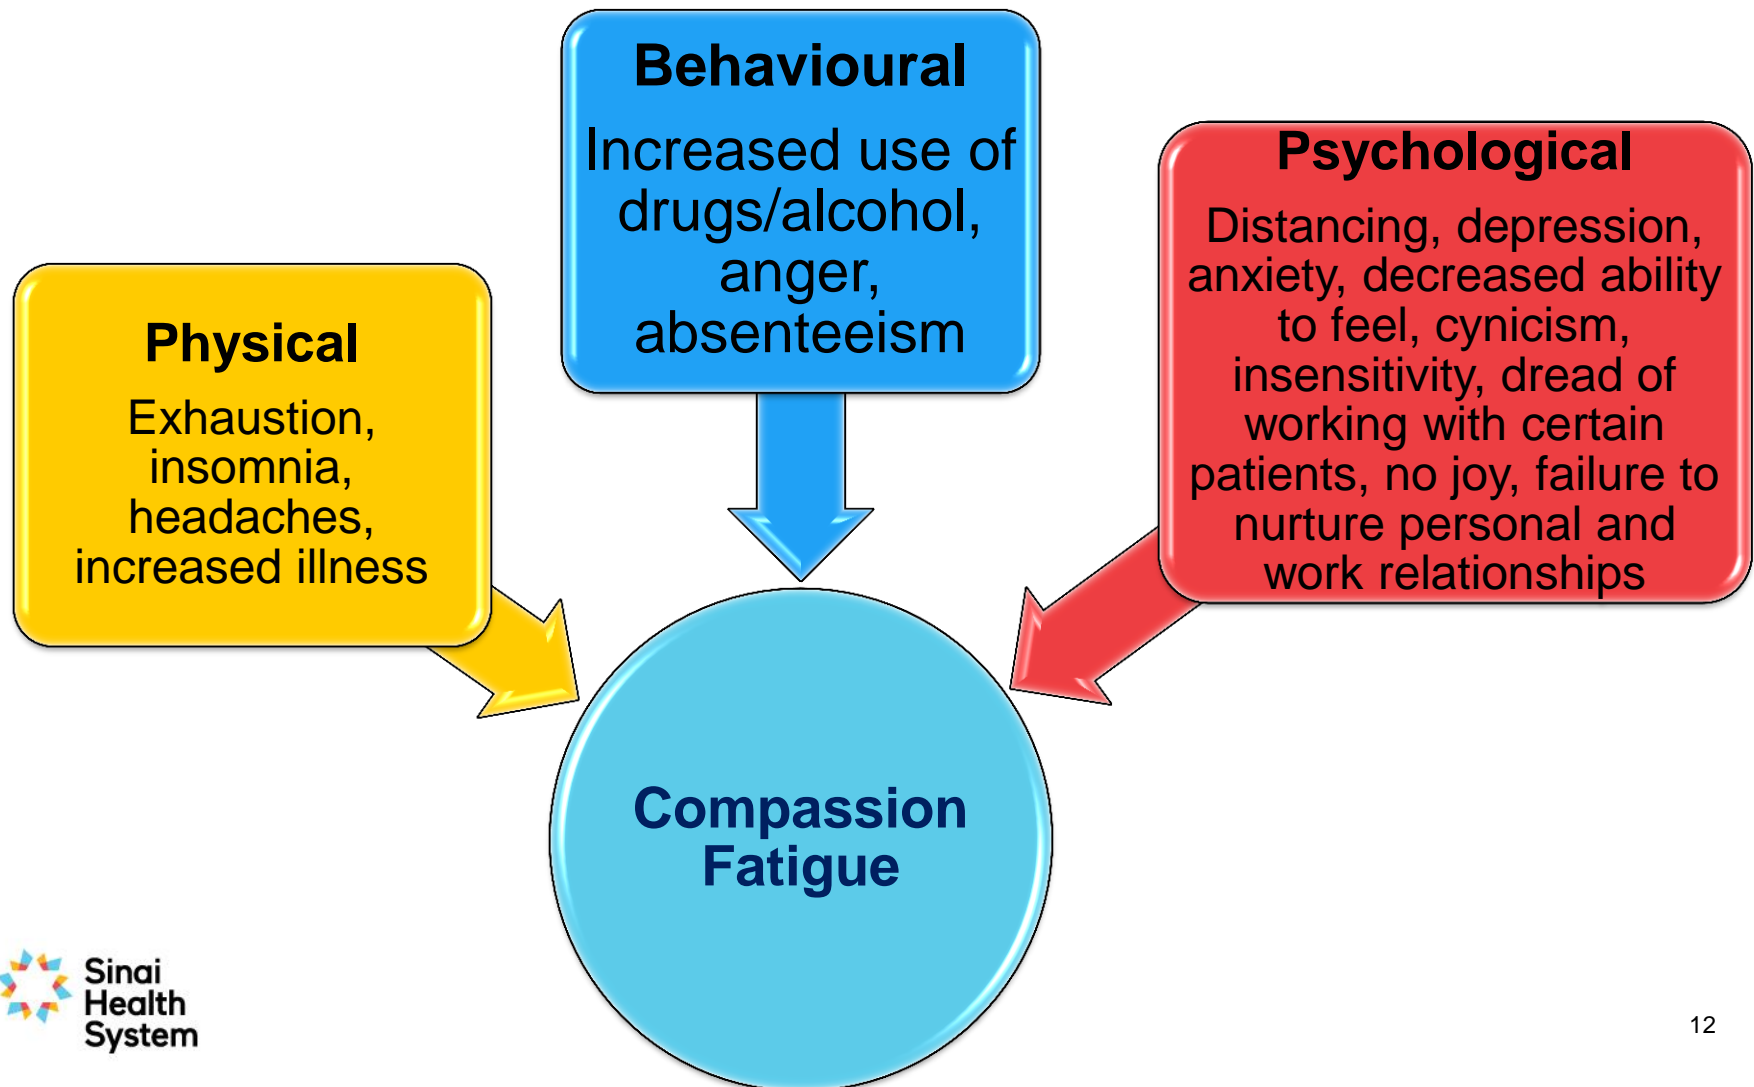 Behavioural
Increased use of
drugs/alcohol,
anger,
absenteeism
Psychological
Distancing, depression,
anxiety, decreased ability
to feel, cynicism,
insensitivity, dread of
working with certain
patients, no joy, failure to
nurture personal and
work relationships
Physical
Exhaustion,
insomnia,
headaches,
increased illness
Compassion
Fatigue
Sinai
Health
System
12